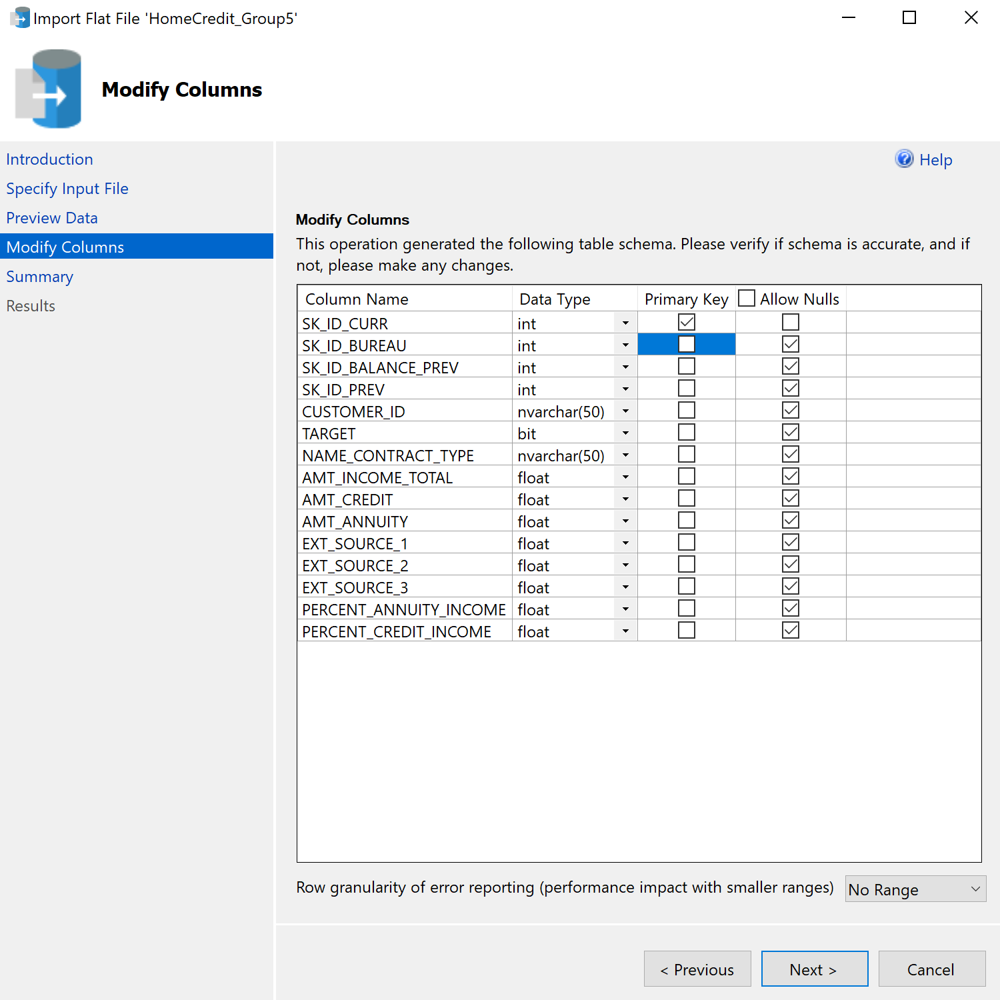 Import Flat File 'HomeCredit_Group5'
Modify Columns
Introduction
Specify Input File
Preview Data
Modify Columns
Summary
Results
Help
Modify Columns
This operation generated the following table schema. Please verify if schema is accurate, and if
not, please make any changes.
Column Name Data Type Primary Key Allow Nulls
SK_ID_CURR int
SK_ID_BUREAU int
SK_ID_BALANCE_PREV int
SK_ID_PREV int
CUSTOMER_ID nvarchar(50)
TARGET bit
NAME_CONTRACT_TYPE nvarchar(50)
AMT_INCOME_TOTAL float
AMT_CREDIT float
AMT_ANNUITY float
EXT_SOURCE_1 float
EXT_SOURCE_2 float
EXT_SOURCE_3 float
PERCENT_ANNUITY_INCOME float
PERCENT_CREDIT_INCOME float
Row granularity of error reporting (performance impact with smaller ranges) No Range
< Previous Next > Cancel